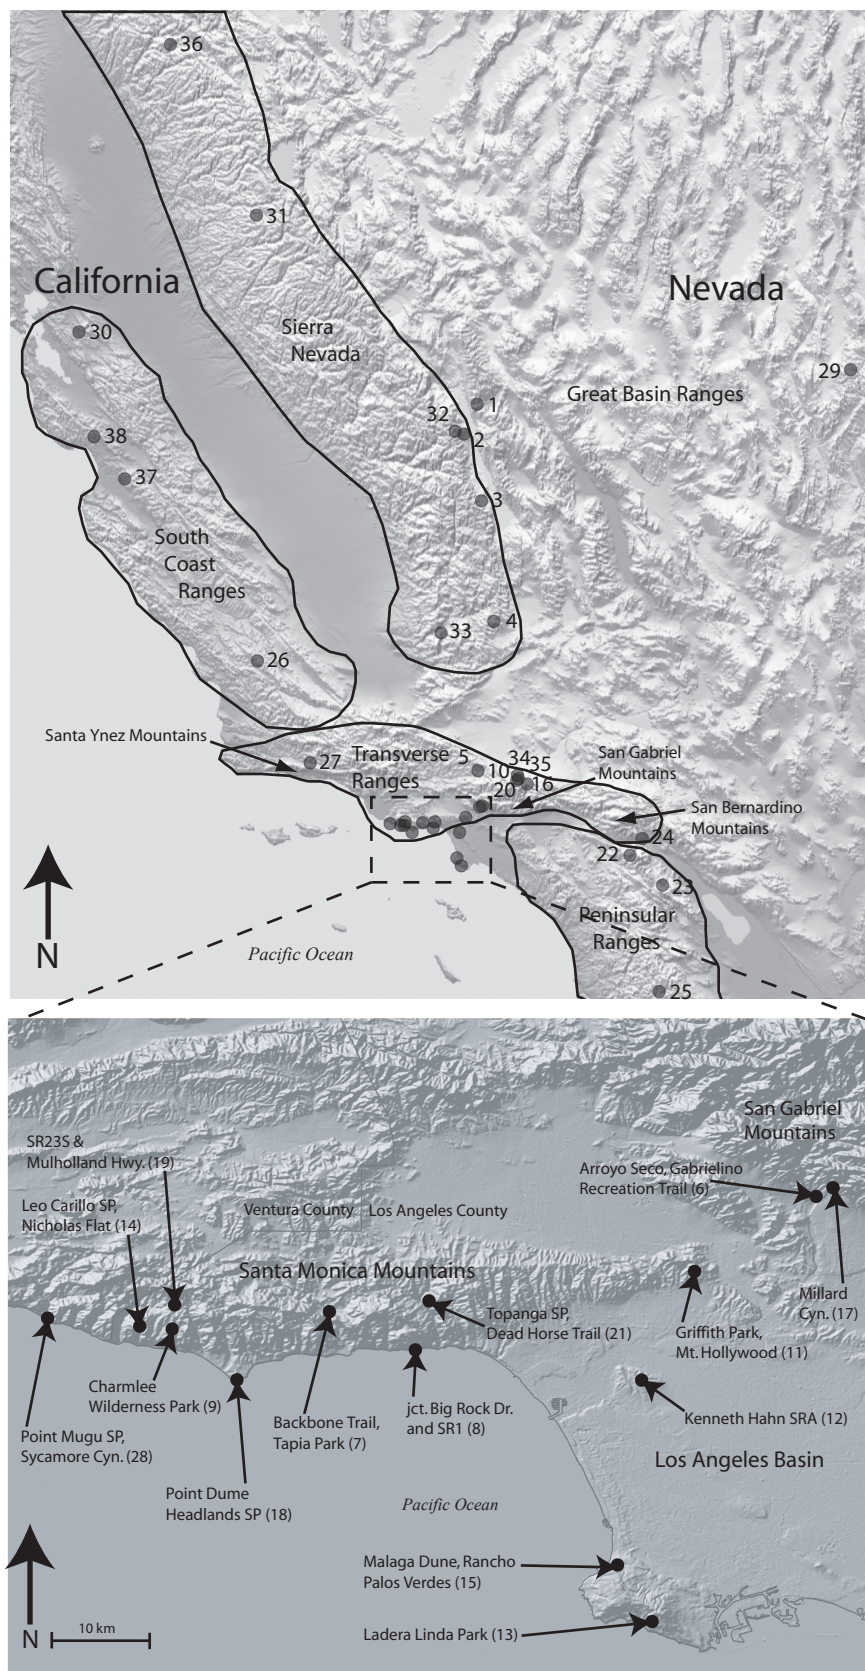 36
31
California
Nevada
30
Sierra
Nevada
29
Great Basin Ranges
1
32
2
38
37
3
South
Coast
Ranges
4
33
26
Santa Ynez Mountains
27
Transverse
Ranges
5
34
35
10
16
20
San Gabriel
Mountains
San Bernardino
Mountains
24
22
23
Peninsular
Ranges
25
N
Pacific Ocean
San Gabriel
Mountains
SR23S &
Mulholland Hwy. (19)
Arroyo Seco, Gabrielino
Recreation Trail (6)
Leo Carillo SP,
Nicholas Flat (14)
Ventura County
Los Angeles County
Santa Monica Mountains
Millard
Cyn. (17)
Topanga SP,
Dead Horse Trail (21)
Griffith Park,
Mt. Hollywood (11)
Charmlee
Wilderness Park (9)
jct. Big Rock Dr.
and SR1 (8)
Backbone Trail,
Tapia Park (7)
Kenneth Hahn SRA (12)
Point Mugu SP,
Sycamore Cyn. (28)
Los Angeles Basin
Point Dume
Headlands SP (18)
Pacific Ocean
Malaga Dune, Rancho
Palos Verdes (15)
Ladera Linda Park (13)
N
10 km